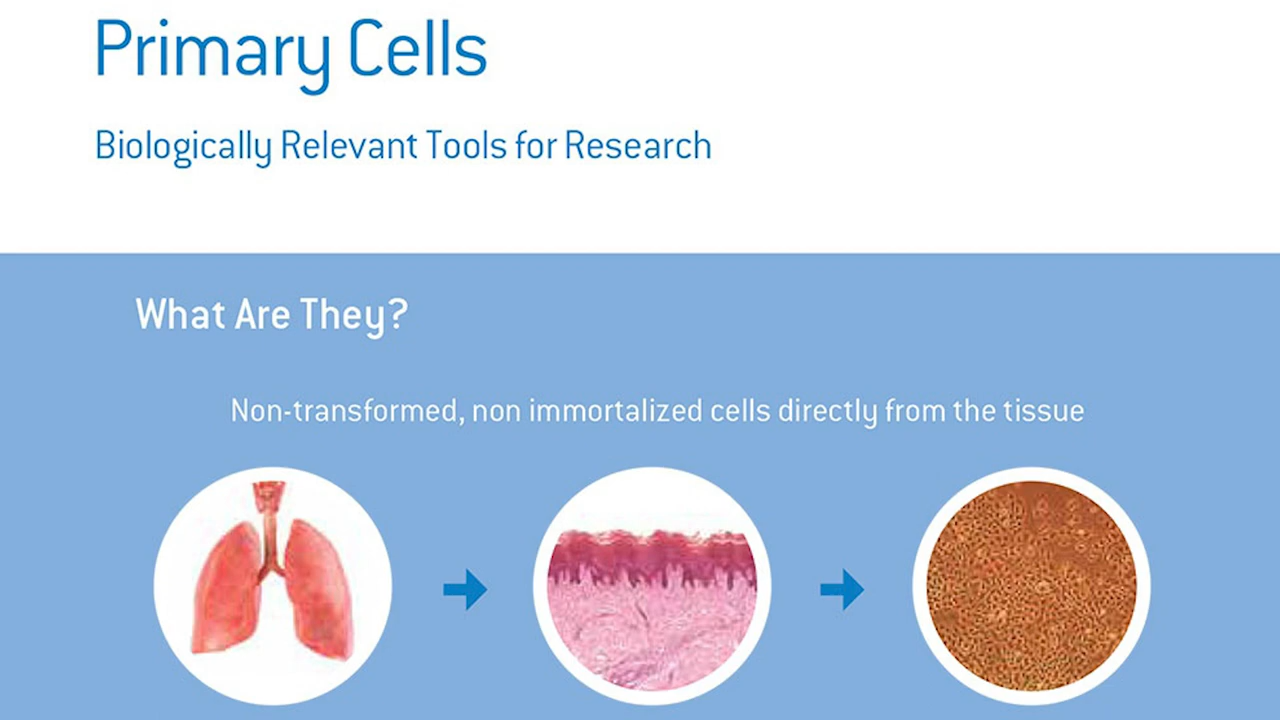 Primary Cells
Biologically Relevant Tools for Research
What Are They?
Non-transformed, non immortalized cells directly from the tissue